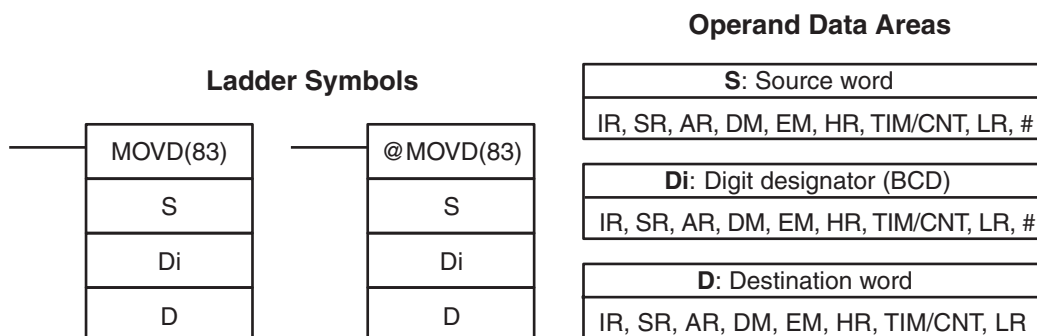 Ladder Symbols
MOVD(83)
S
Di
D
@MOVD(83)
S
Di
D
Operand Data Areas
S: Source word
IR, SR, AR, DM, EM, HR, TIM/CNT, LR, #
Di: Digit designator (BCD)
IR, SR, AR, DM, EM, HR, TIM/CNT, LR, #
D: Destination word
IR, SR, AR, DM, EM, HR, TIM/CNT, LR